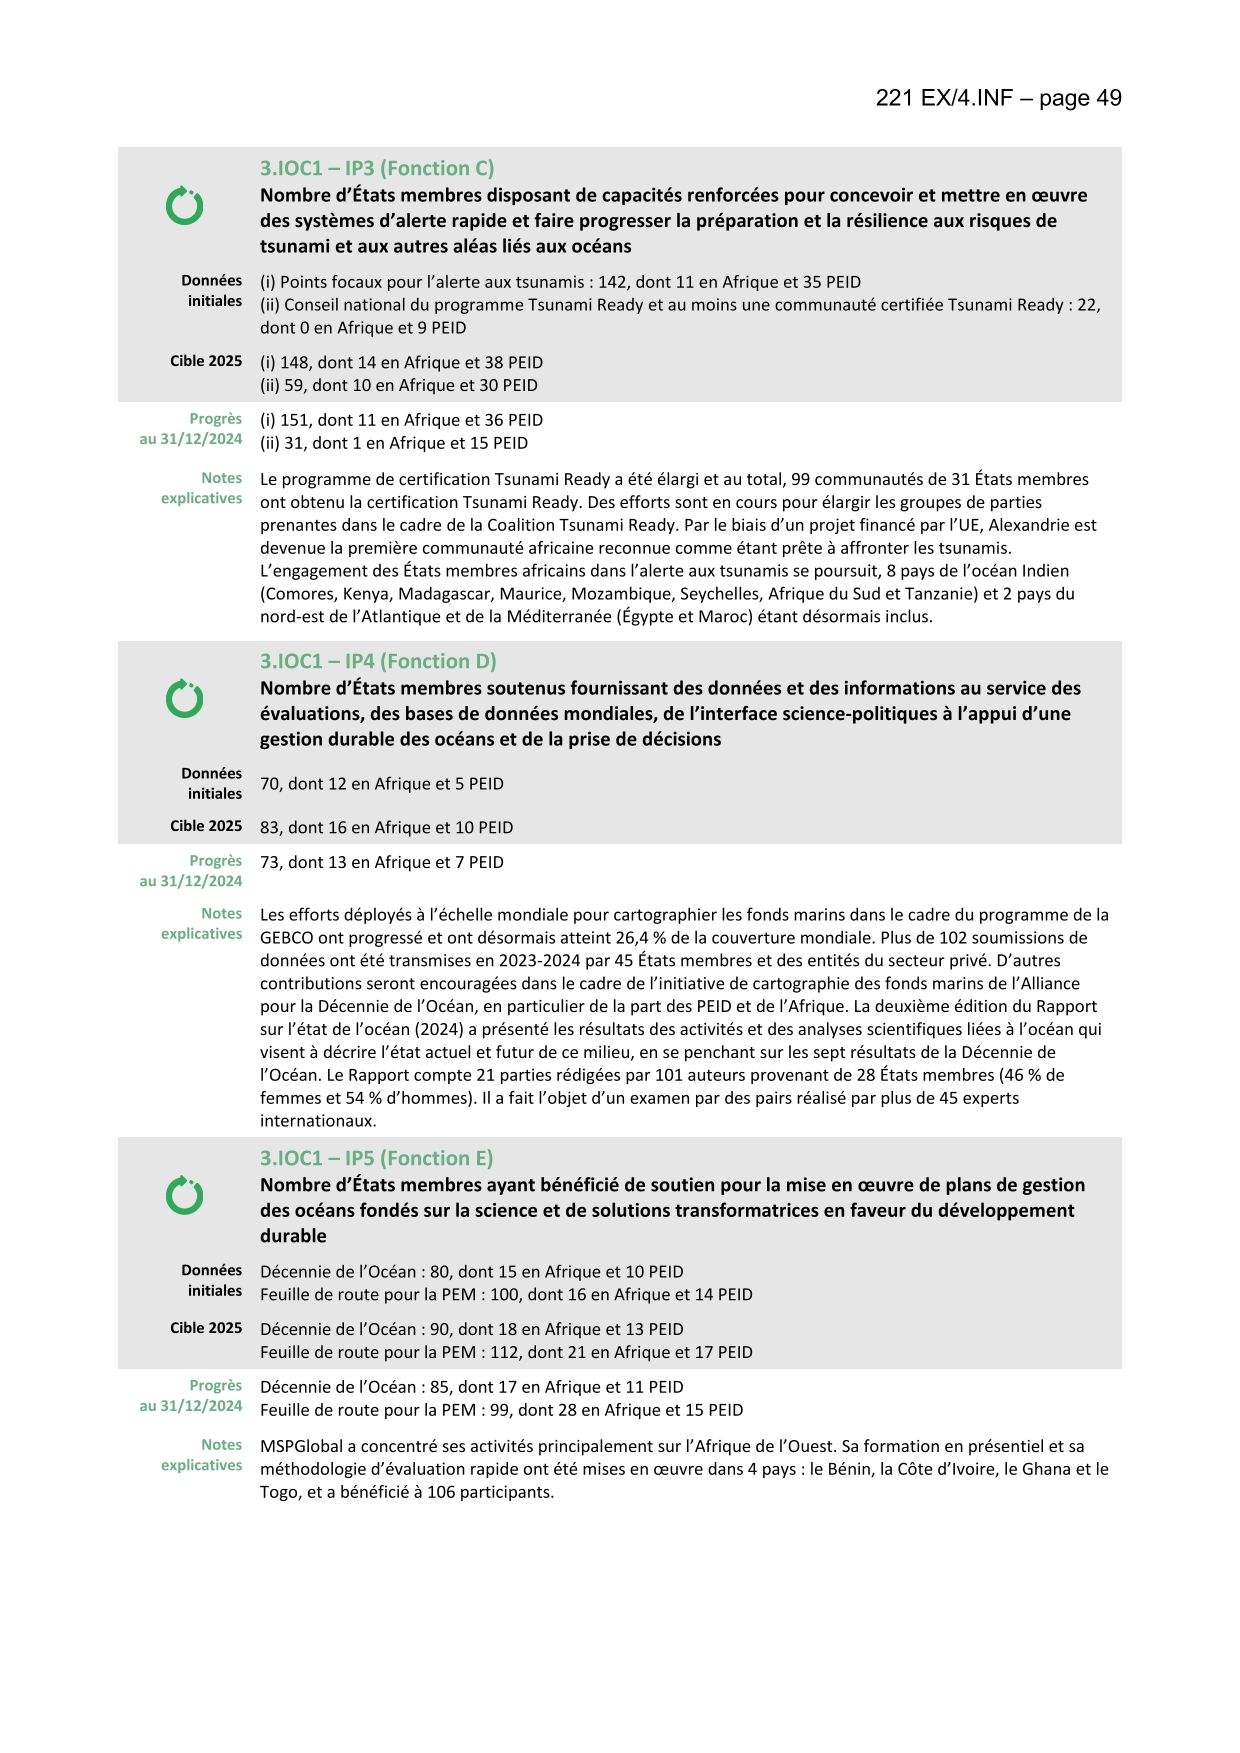 221 EX/4.INF – page 49
3.IOC1 – IP3 (Fonction C)
Nombre d’États membres disposant de capacités renforcées pour concevoir et mettre en œuvre
des systèmes d’alerte rapide et faire progresser la préparation et la résilience aux risques de
tsunami et aux autres aléas liés aux océans
Données
initiales
(i) Points focaux pour l’alerte aux tsunamis : 142, dont 11 en Afrique et 35 PEID
(ii) Conseil national du programme Tsunami Ready et au moins une communauté certifiée Tsunami Ready : 22,
dont 0 en Afrique et 9 PEID
Cible 2025
(i) 148, dont 14 en Afrique et 38 PEID
(ii) 59, dont 10 en Afrique et 30 PEID
Progrès
au 31/12/2024
(i) 151, dont 11 en Afrique et 36 PEID
(ii) 31, dont 1 en Afrique et 15 PEID
Notes
explicatives
Le programme de certification Tsunami Ready a été élargi et au total, 99 communautés de 31 États membres
ont obtenu la certification Tsunami Ready. Des efforts sont en cours pour élargir les groupes de parties
prenantes dans le cadre de la Coalition Tsunami Ready. Par le biais d’un projet financé par l’UE, Alexandrie est
devenue la première communauté africaine reconnue comme étant prête à affronter les tsunamis.
L’engagement des États membres africains dans l’alerte aux tsunamis se poursuit, 8 pays de l’océan Indien
(Comores, Kenya, Madagascar, Maurice, Mozambique, Seychelles, Afrique du Sud et Tanzanie) et 2 pays du
nord-est de l’Atlantique et de la Méditerranée (Égypte et Maroc) étant désormais inclus.
3.IOC1 – IP4 (Fonction D)
Nombre d’États membres soutenus fournissant des données et des informations au service des
évaluations, des bases de données mondiales, de l’interface science-politiques à l’appui d’une
gestion durable des océans et de la prise de décisions
Données
initiales
70, dont 12 en Afrique et 5 PEID
Cible 2025
83, dont 16 en Afrique et 10 PEID
Progrès
au 31/12/2024
73, dont 13 en Afrique et 7 PEID
Notes
explicatives
Les efforts déployés à l’échelle mondiale pour cartographier les fonds marins dans le cadre du programme de la
GEBCO ont progressé et ont désormais atteint 26,4 % de la couverture mondiale. Plus de 102 soumissions de
données ont été transmises en 2023-2024 par 45 États membres et des entités du secteur privé. D’autres
contributions seront encouragées dans le cadre de l’initiative de cartographie des fonds marins de l’Alliance
pour la Décennie de l’Océan, en particulier de la part des PEID et de l’Afrique. La deuxième édition du Rapport
sur l’état de l’océan (2024) a présenté les résultats des activités et des analyses scientifiques liées à l’océan qui
visent à décrire l’état actuel et futur de ce milieu, en se penchant sur les sept résultats de la Décennie de
l’Océan. Le Rapport compte 21 parties rédigées par 101 auteurs provenant de 28 États membres (46 % de
femmes et 54 % d’hommes). Il a fait l’objet d’un examen par des pairs réalisé par plus de 45 experts
internationaux.
3.IOC1 – IP5 (Fonction E)
Nombre d’États membres ayant bénéficié de soutien pour la mise en œuvre de plans de gestion
des océans fondés sur la science et de solutions transformatrices en faveur du développement
durable
Données
initiales
Décennie de l’Océan : 80, dont 15 en Afrique et 10 PEID
Feuille de route pour la PEM : 100, dont 16 en Afrique et 14 PEID
Cible 2025
Décennie de l’Océan : 90, dont 18 en Afrique et 13 PEID
Feuille de route pour la PEM : 112, dont 21 en Afrique et 17 PEID
Progrès
au 31/12/2024
Décennie de l’Océan : 85, dont 17 en Afrique et 11 PEID
Feuille de route pour la PEM : 99, dont 28 en Afrique et 15 PEID
Notes
explicatives
MSPGlobal a concentré ses activités principalement sur l’Afrique de l’Ouest. Sa formation en présentiel et sa
méthodologie d’évaluation rapide ont été mises en œuvre dans 4 pays : le Bénin, la Côte d’Ivoire, le Ghana et le
Togo, et a bénéficié à 106 participants.